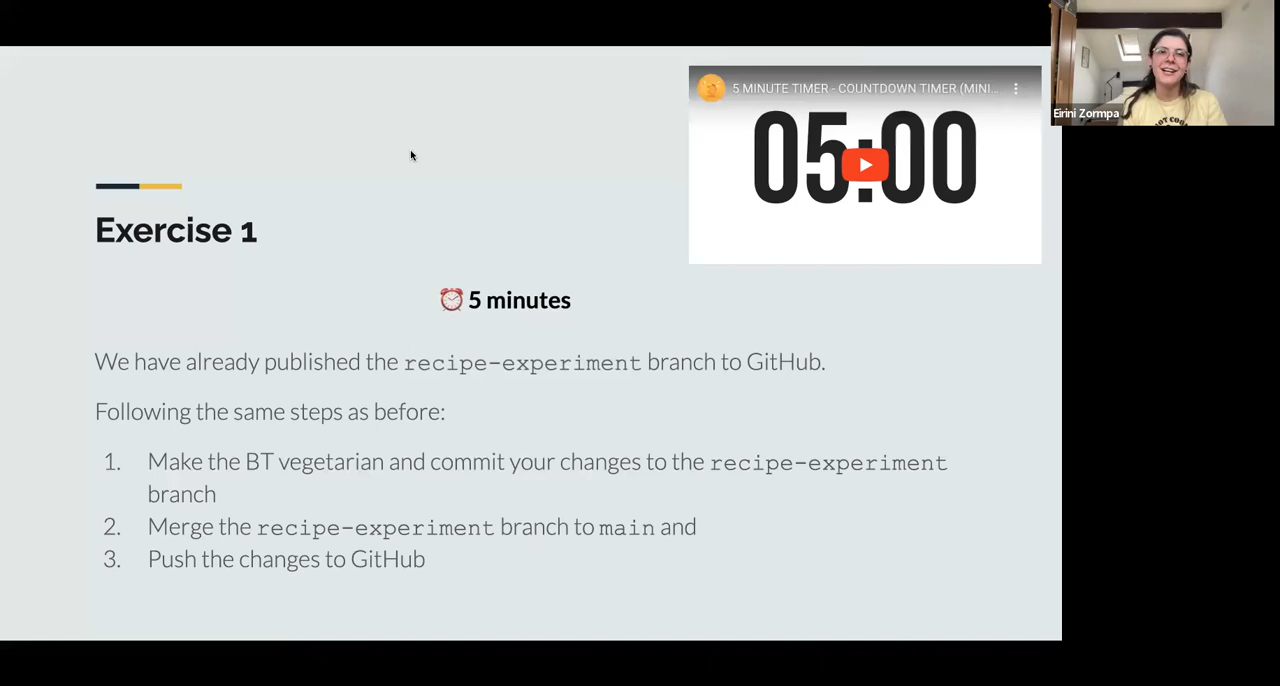 5 MINUTE TIMER - COUNTDOWN TIMER (MINI...
05:00
Eirini Zormpa
Exercise 1
⏰ 5 minutes
We have already published the recipe-experiment branch to GitHub.
Following the same steps as before:
1. Make the BT vegetarian and commit your changes to the recipe-experiment
branch
2. Merge the recipe-experiment branch to main and
3. Push the changes to GitHub